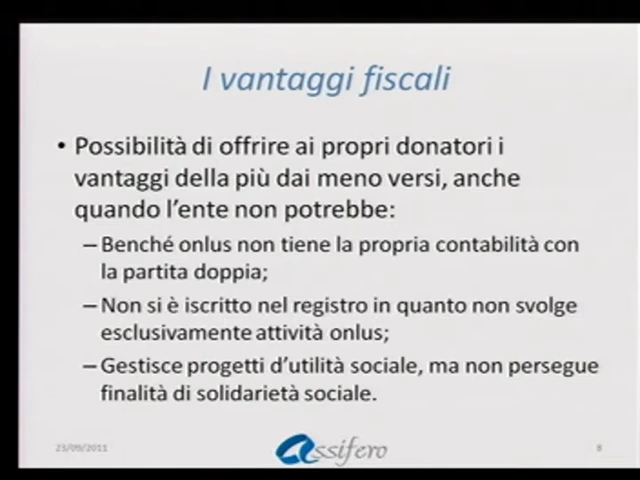 I vantaggi fiscali
• Possibilità di offrire ai propri donatori i
vantaggi della più dai meno versi, anche
quando l'ente non potrebbe:
– Benché onlus non tiene la propria contabilità con
la partita doppia;
– Non si è iscritto nel registro in quanto non svolge
esclusivamente attività onlus;
– Gestisce progetti d'utilità sociale, ma non persegue
finalità di solidarietà sociale.
23/09/2011
Assifero
8